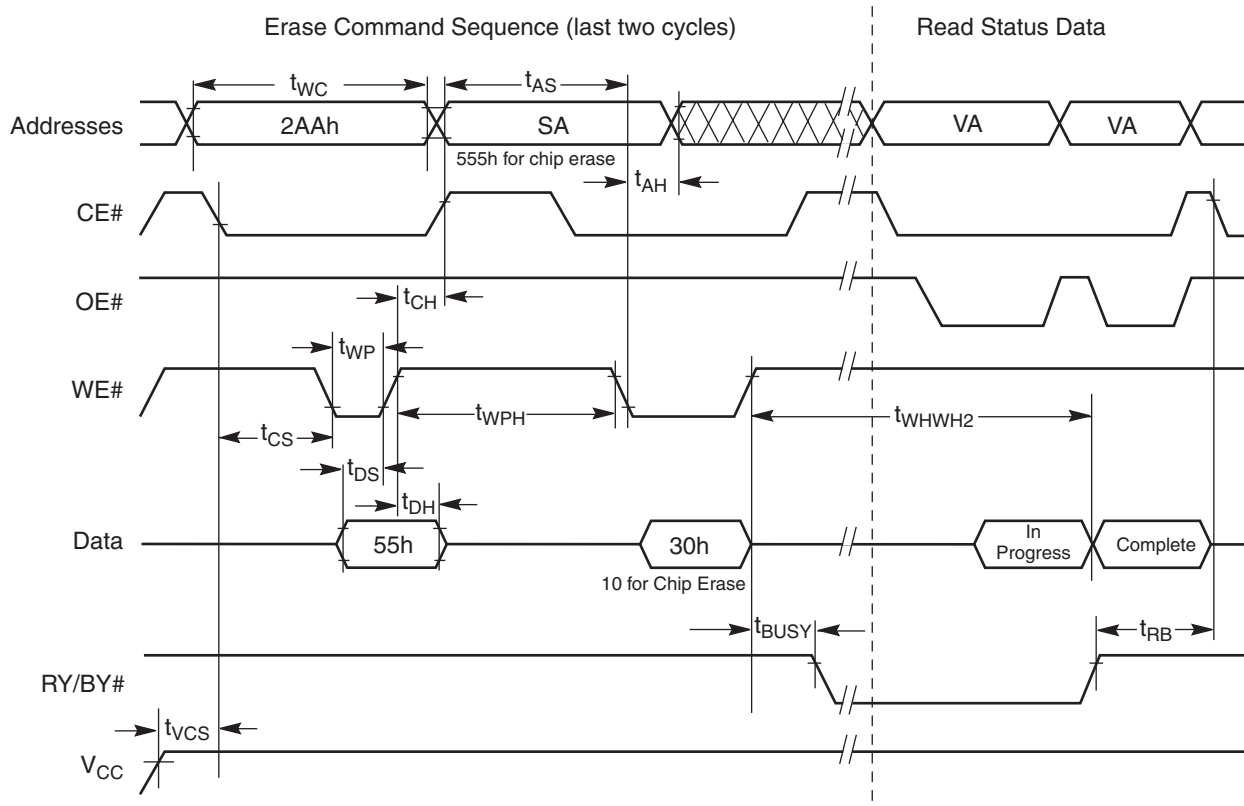 Erase Command Sequence (last two cycles) Read Status Data
tWC tAS
Addresses 2AAh SA VA VA
555h for chip erase
tAH
CE#
OE#
tCH
tWP
WE#
tWPH tWHWH2
tCS
tDS
tDH
Data 55h 30h In Progress Complete
10 for Chip Erase
tBUSY tRB
RY/BY#
tVCS
VCC